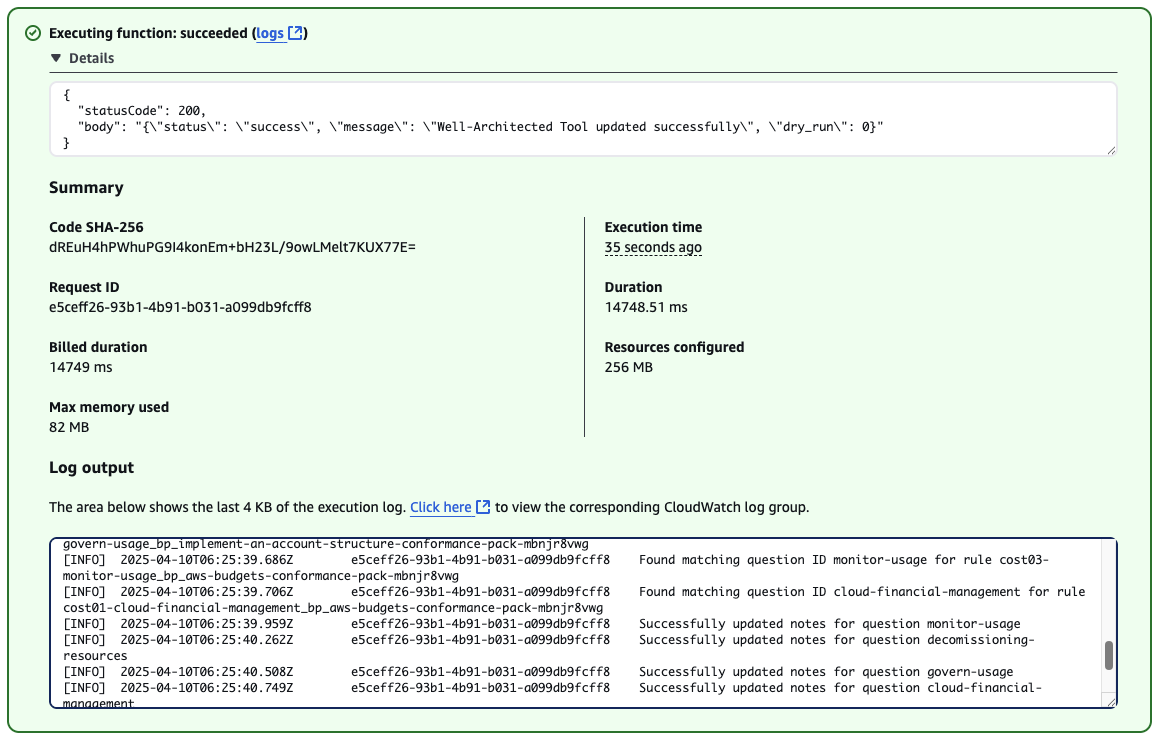 Executing function: succeeded (logs)
Details
{
  "statusCode": 200,
  "body": "{\"status\": \"success\", \"message\": \"Well-Architected Tool updated successfully\", \"dry_run\": 0}"
}
Summary
Code SHA-256
dREuH4hPWhuPG9I4konEm+bH23L/9owLMelt7KUX77E=
Execution time
35 seconds ago
Request ID
e5ceff26-93b1-4b91-b031-a099db9fcff8
Duration
14748.51 ms
Billed duration
14749 ms
Resources configured
256 MB
Max memory used
82 MB
Log output
The area below shows the last 4 KB of the execution log. Click here to view the corresponding CloudWatch log group.
govern-usage_bp_implement-an-account-structure-conformance-pack-mbnjr8vwg
[INFO]  2025-04-10T06:25:39.686Z        e5ceff26-93b1-4b91-b031-a099db9fcff8    Found matching question ID monitor-usage for rule cost03-
monitor-usage_bp_aws-budgets-conformance-pack-mbnjr8vwg
[INFO]  2025-04-10T06:25:39.706Z        e5ceff26-93b1-4b91-b031-a099db9fcff8    Found matching question ID cloud-financial-management for rule
cost01-cloud-financial-management_bp_aws-budgets-conformance-pack-mbnjr8vwg
[INFO]  2025-04-10T06:25:39.959Z        e5ceff26-93b1-4b91-b031-a099db9fcff8    Successfully updated notes for question monitor-usage
[INFO]  2025-04-10T06:25:40.262Z        e5ceff26-93b1-4b91-b031-a099db9fcff8    Successfully updated notes for question decomissioning-
resources
[INFO]  2025-04-10T06:25:40.508Z        e5ceff26-93b1-4b91-b031-a099db9fcff8    Successfully updated notes for question govern-usage
[INFO]  2025-04-10T06:25:40.749Z        e5ceff26-93b1-4b91-b031-a099db9fcff8    Successfully updated notes for question cloud-financial-
management